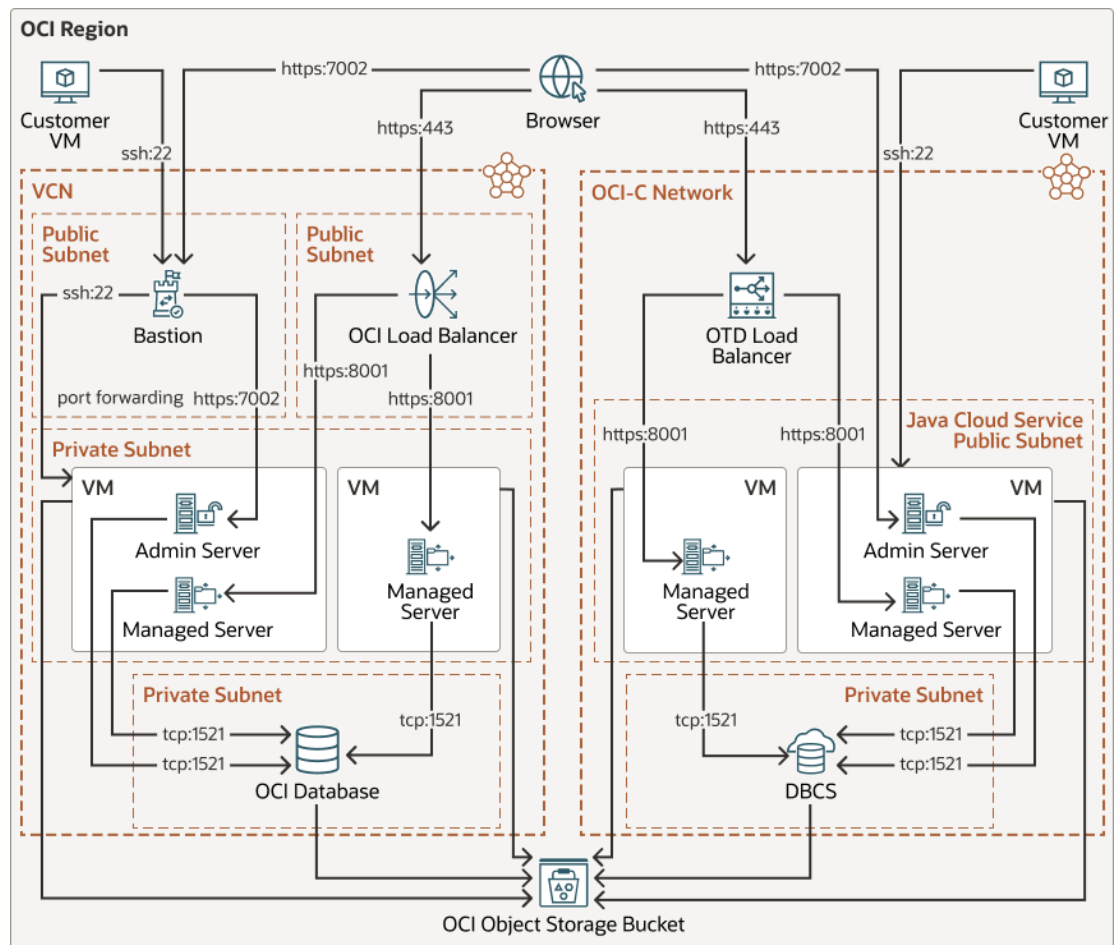 OCI Region
https:7002
https:7002
Customer
VM
Browser
Customer
VM
https:443
https:443
ssh:22
ssh:22
VCN
OCI-C Network
Public
Subnet
Public
Subnet
ssh:22
Bastion
OCI Load Balancer
OTD Load
Balancer
https:8001
port forwarding
https:7002
https:8001
Java Cloud Service
Public Subnet
https:8001
https:8001
Private Subnet
VM
VM
VM
VM
Admin Server
Admin Server
Managed
Server
Managed
Server
Managed Server
Managed Server
Private Subnet
Private Subnet
tcp:1521
tcp:1521
tcp:1521
tcp:1521
tcp:1521
tcp:1521
OCI Database
DBCS
OCI Object Storage Bucket